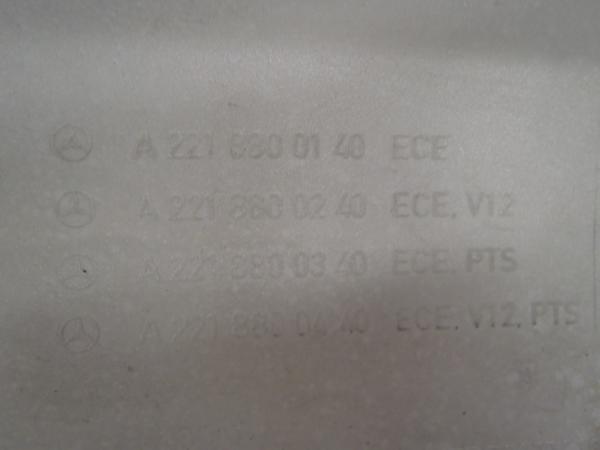 A 221 880 01 40 ECE
A 221 880 02 40 ECE, V12
A 221 880 03 40 ECE, PTS
A 221 880 04 40 ECE, V12, PTS